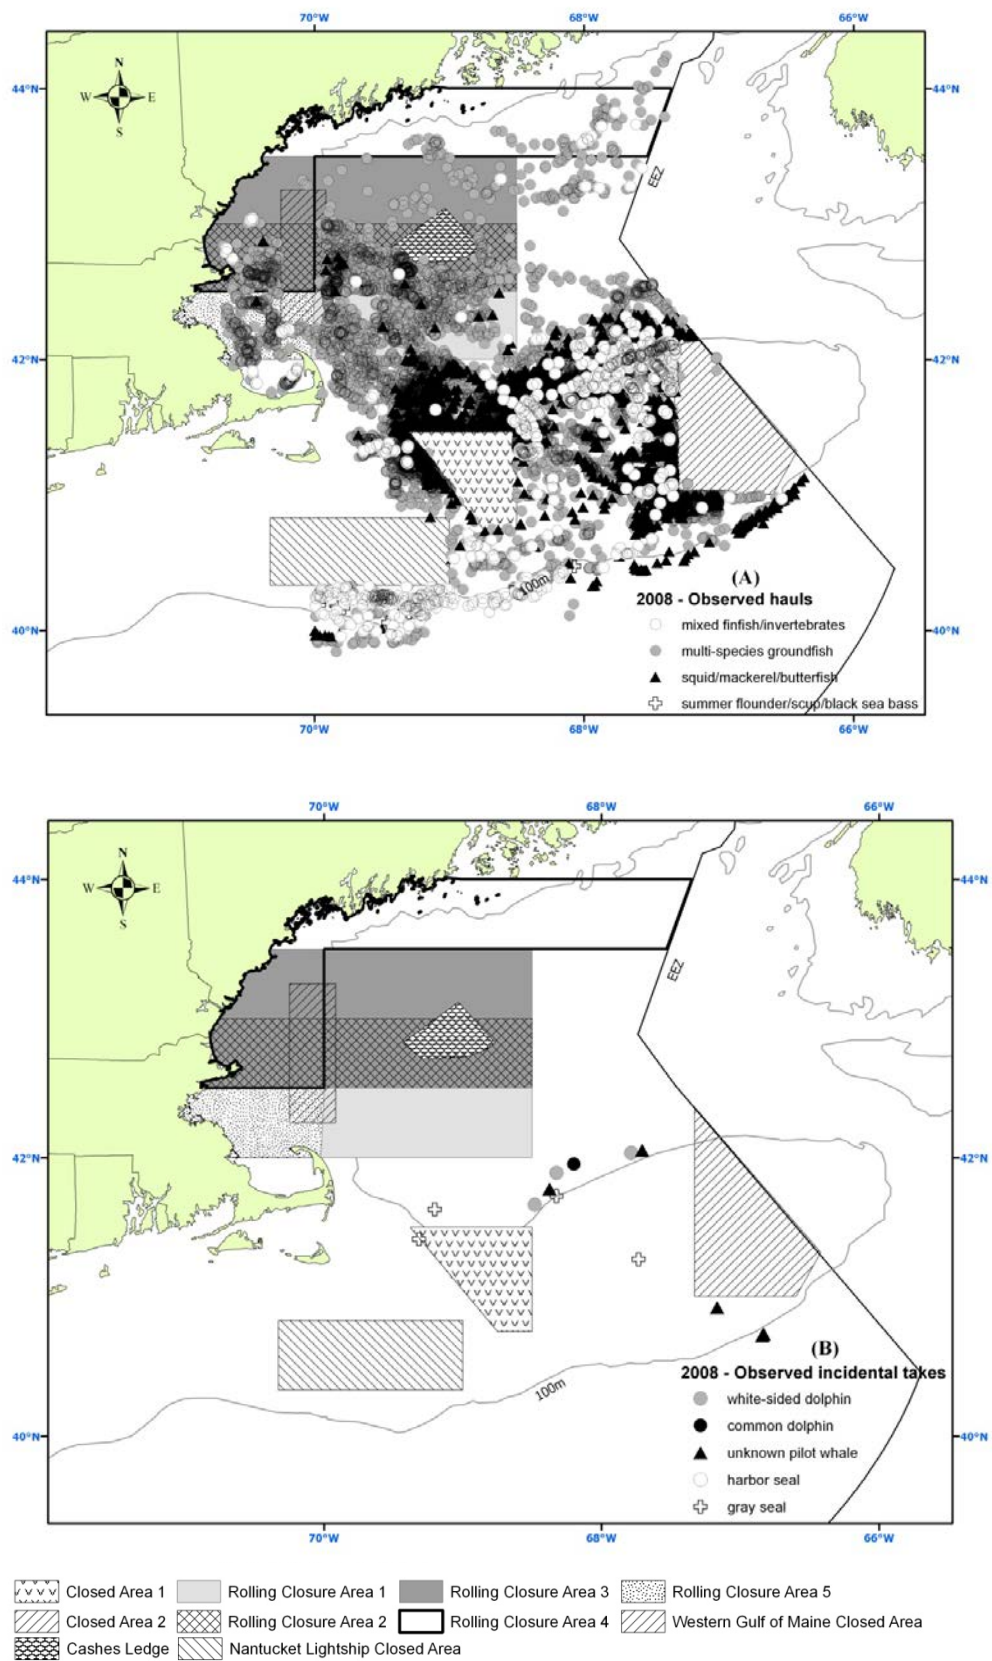 70°W 68°W 66°W
N
W E
S
44°N 44°N
EEZ
42°N 42°N
100m
(A)
2008 - Observed hauls
mixed finfish/invertebrates
40°N 40°N
multi-species groundfish
squid/mackerel/butterfish
summer flounder/scup/black sea bass
70°W 68°W 66°W
70°W 68°W 66°W
N
W E
S
44°N 44°N
EEZ
42°N 42°N
(B)
2008 - Observed incidental takes
100m
white-sided dolphin
common dolphin
40°N 40°N
unknown pilot whale
harbor seal
gray seal
70°W 68°W 66°W
Closed Area 1 Rolling Closure Area 1 Rolling Closure Area 3 Rolling Closure Area 5
Closed Area 2 Rolling Closure Area 2 Rolling Closure Area 4 Western Gulf of Maine Closed Area
Cashes Ledge Nantucket Lightship Closed Area